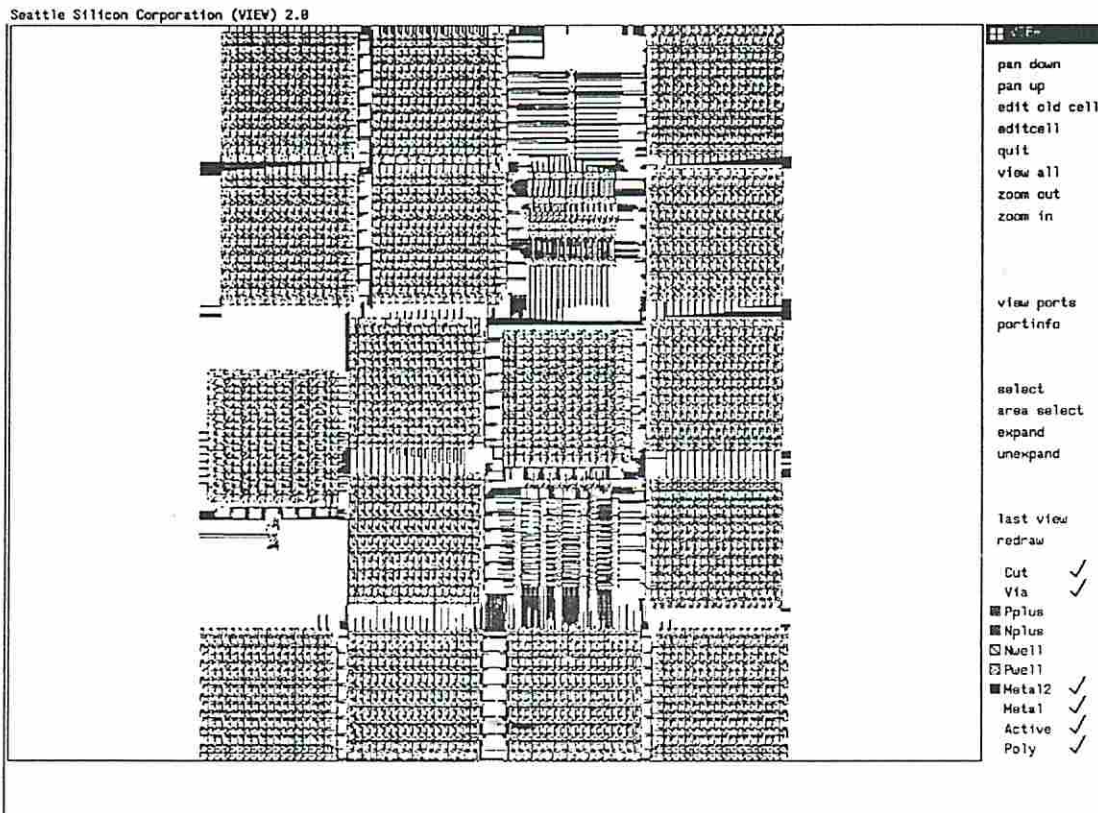 Seattle Silicon Corporation (VIEW) 2.0
VIEW
pan down
pan up
edit old cell
editcell
quit
view all
zoom out
zoom in
view ports
portinfo
select
area select
expand
unexpand
last view
redraw
Cut ✓
Via ✓
Pplus
Nplus
Nwell
Pwell
Metal2 ✓
Metal ✓
Active ✓
Poly ✓